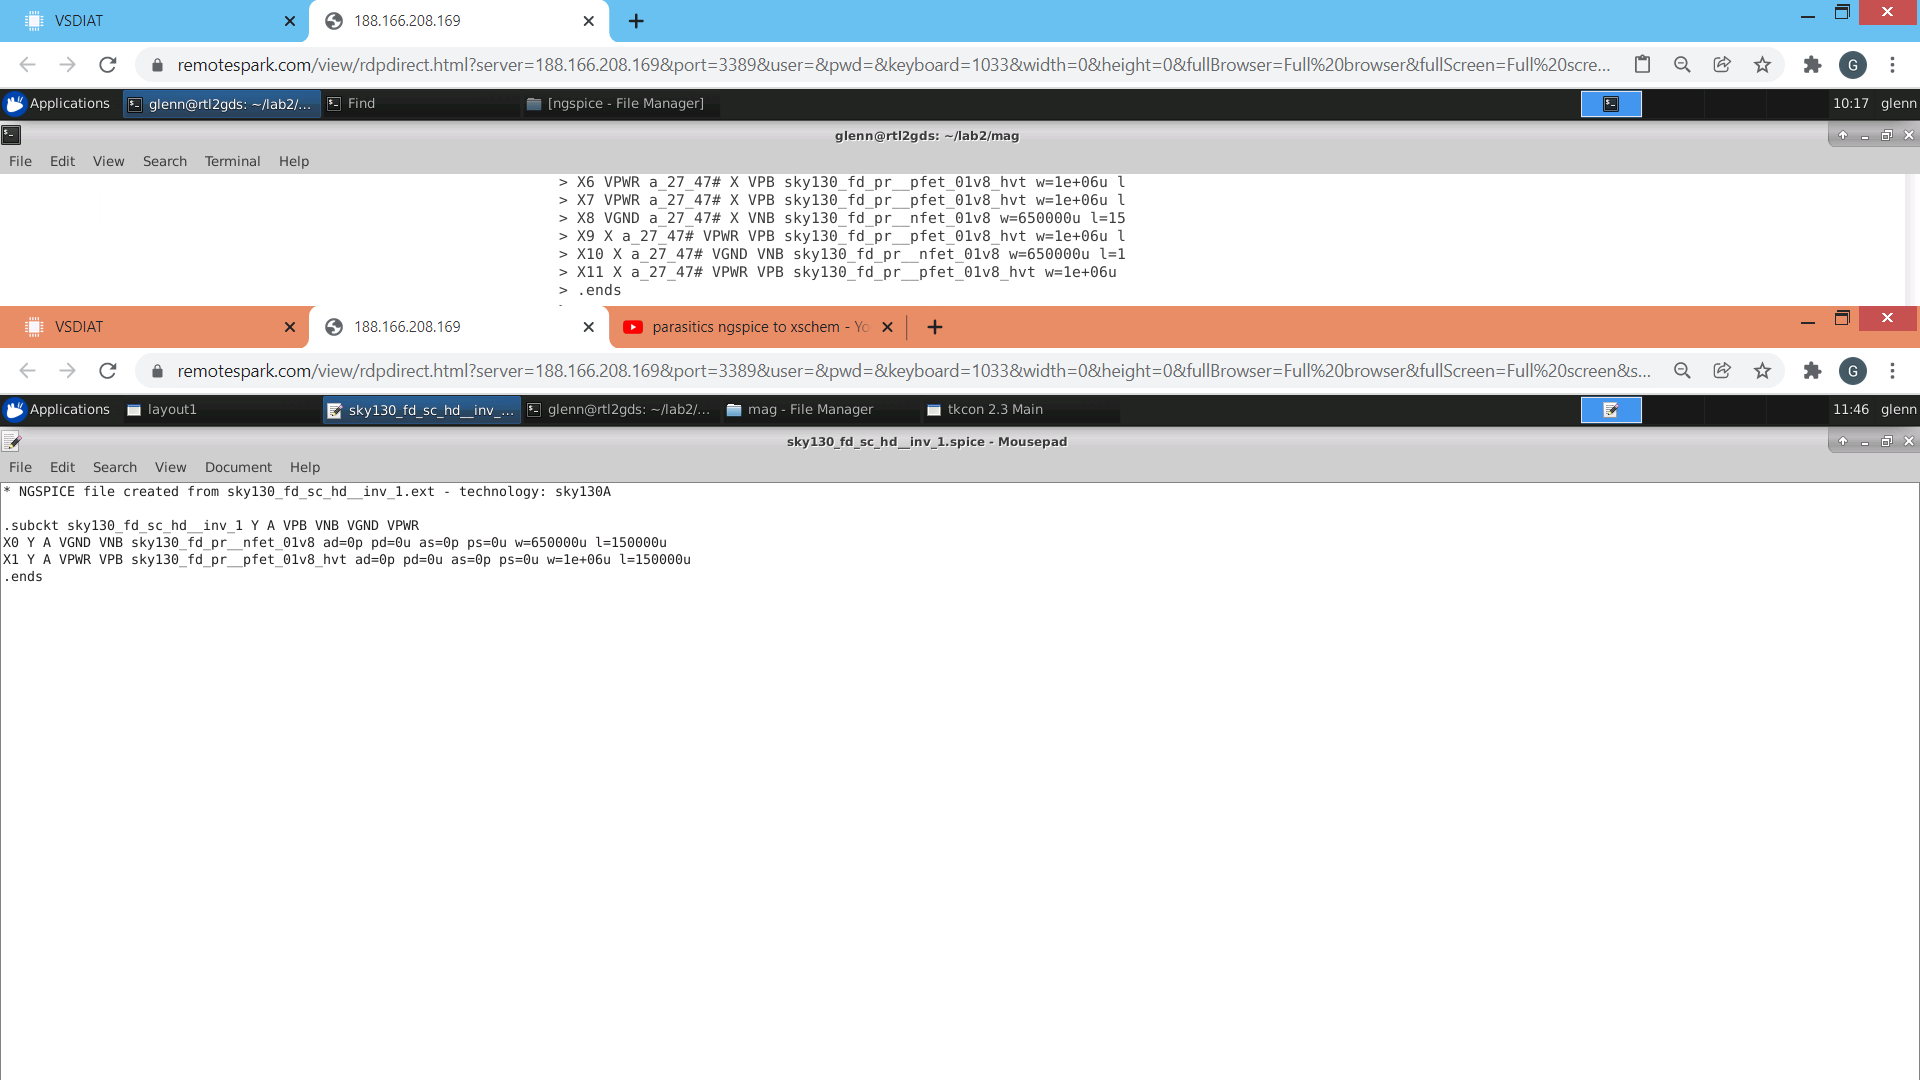 VSDIAT
188.166.208.169
remotespark.com/view/rdpdirect.html?server=188.166.208.169&port=3389&user=&pwd=&keyboard=1033&width=0&height=0&fullBrowser=Full%20browser&fullScreen=Full%20scre...
G
Applications
glenn@rtl2gds: ~/lab2/...
Find
[ngspice - File Manager]
10:17
glenn
glenn@rtl2gds: ~/lab2/mag
File Edit View Search Terminal Help
> X6 VPWR a_27_47# X VPB sky130_fd_pr__pfet_01v8_hvt w=1e+06u l
> X7 VPWR a_27_47# X VPB sky130_fd_pr__pfet_01v8_hvt w=1e+06u l
> X8 VGND a_27_47# X VNB sky130_fd_pr__nfet_01v8 w=650000u l=15
> X9 X a_27_47# VPWR VPB sky130_fd_pr__pfet_01v8_hvt w=1e+06u l
> X10 X a_27_47# VGND VNB sky130_fd_pr__nfet_01v8 w=650000u l=1
> X11 X a_27_47# VPWR VPB sky130_fd_pr__pfet_01v8_hvt w=1e+06u
> .ends
VSDIAT
188.166.208.169
parasitics ngspice to xschem - Yo
remotespark.com/view/rdpdirect.html?server=188.166.208.169&port=3389&user=&pwd=&keyboard=1033&width=0&height=0&fullBrowser=Full%20browser&fullScreen=Full%20screen&s...
G
Applications
layout1
sky130_fd_sc_hd__inv_...
glenn@rtl2gds: ~/lab2/...
mag - File Manager
tkcon 2.3 Main
11:46
glenn
sky130_fd_sc_hd__inv_1.spice - Mousepad
File Edit Search View Document Help
* NGSPICE file created from sky130_fd_sc_hd__inv_1.ext - technology: sky130A
.subckt sky130_fd_sc_hd__inv_1 Y A VPB VNB VGND VPWR
X0 Y A VGND VNB sky130_fd_pr__nfet_01v8 ad=0p pd=0u as=0p ps=0u w=650000u l=150000u
X1 Y A VPWR VPB sky130_fd_pr__pfet_01v8_hvt ad=0p pd=0u as=0p ps=0u w=1e+06u l=150000u
.ends